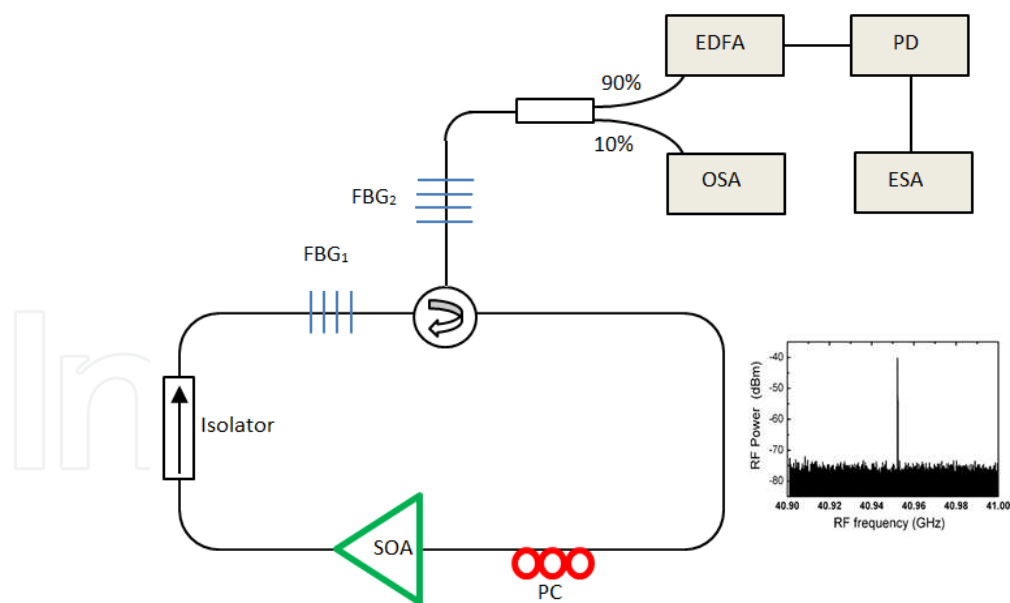 EDFA
PD
90%
10%
OSA
ESA
FBG₂
FBG₁
In
Isolator
SOA
PC
RF Power (dBm)
-40
-50
-60
-70
-80
40.90 40.92 40.94 40.96 40.98 41.00
RF frequency (GHz)